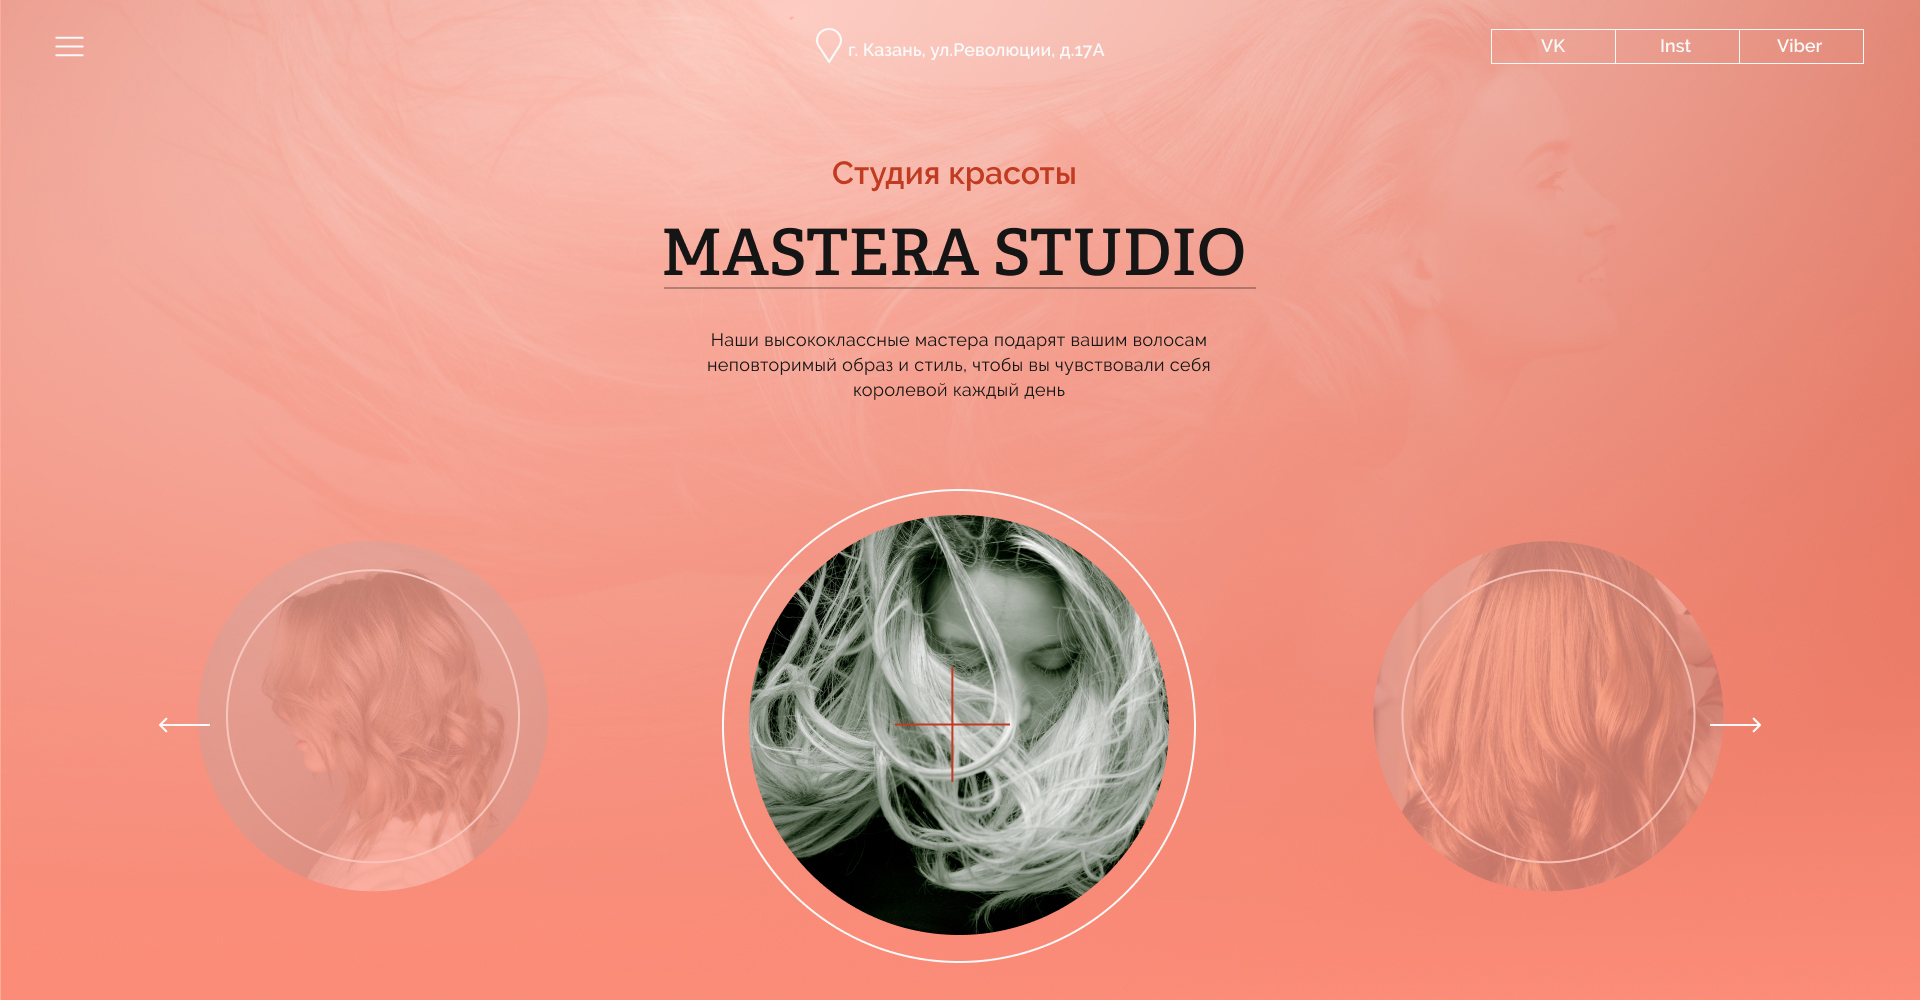 г. Казань, ул.Революции, д.17А
VK
Inst
Viber
Студия красоты
MASTERA STUDIO
Наши высококлассные мастера подарят вашим волосам
неповторимый образ и стиль, чтобы вы чувствовали себя
королевой каждый день